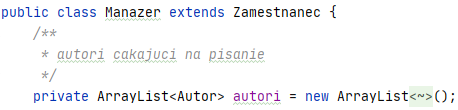 public class Manazer extends Zamestnanec {
/**
* autori cakajuci na pisanie
*/
private ArrayList<Autor> autori = new ArrayList<~>();